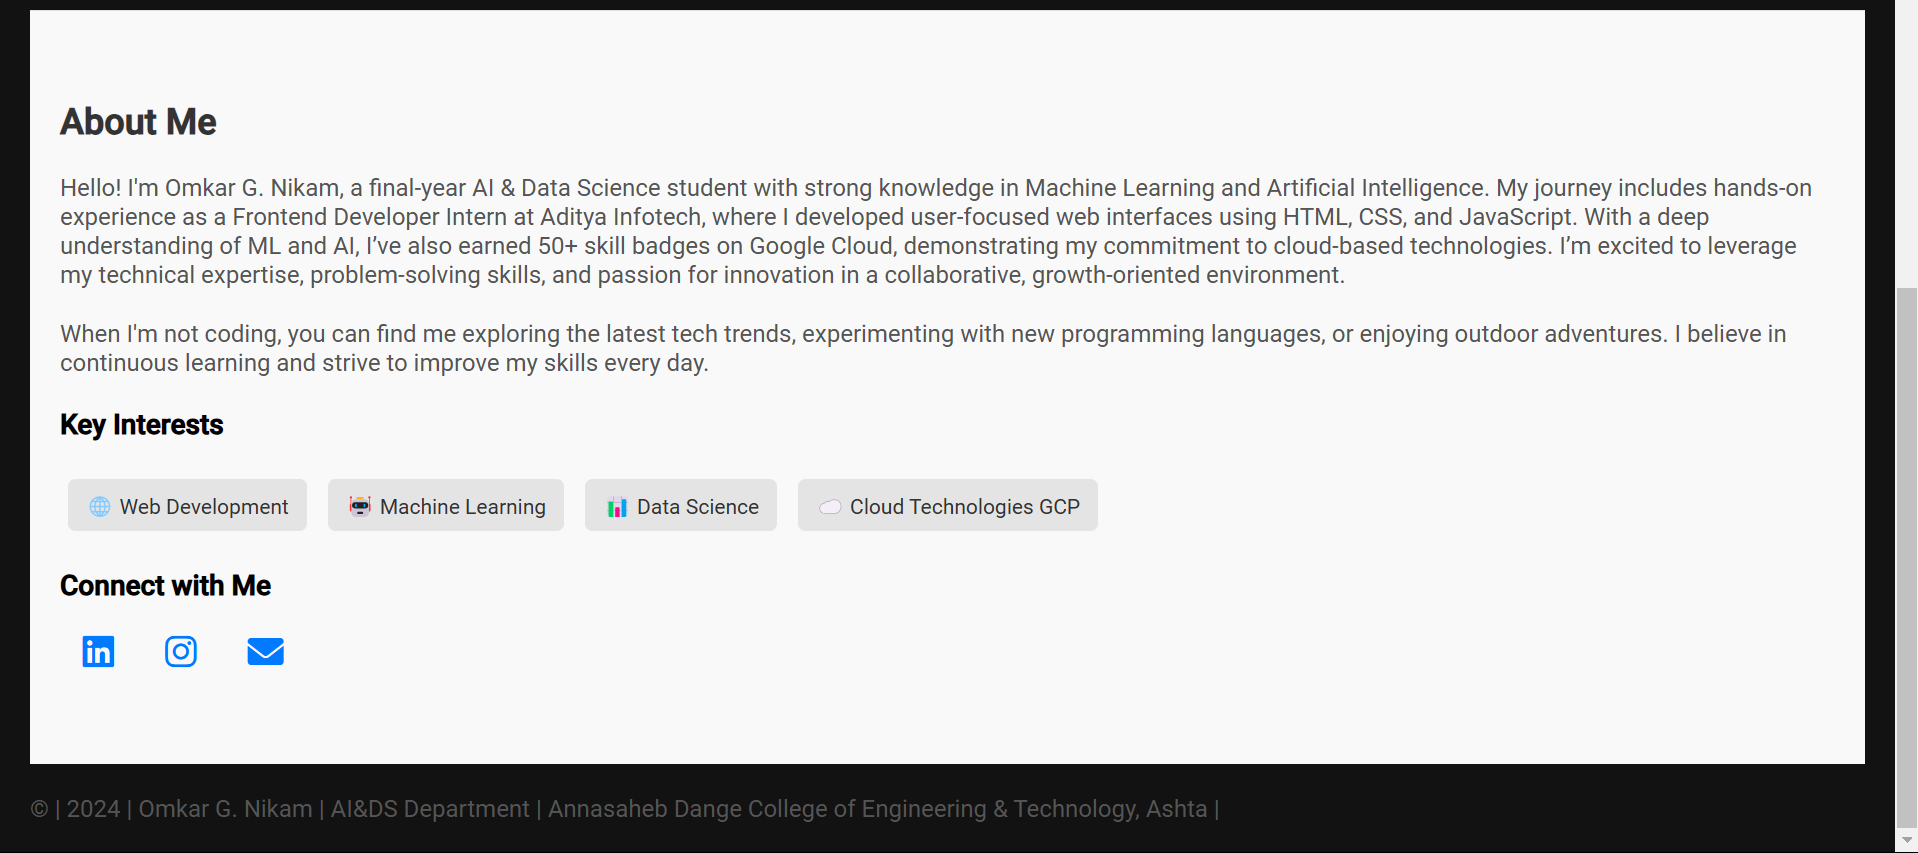 About Me
Hello! I'm Omkar G. Nikam, a final-year AI & Data Science student with strong knowledge in Machine Learning and Artificial Intelligence. My journey includes hands-on
experience as a Frontend Developer Intern at Aditya Infotech, where I developed user-focused web interfaces using HTML, CSS, and JavaScript. With a deep
understanding of ML and AI, I’ve also earned 50+ skill badges on Google Cloud, demonstrating my commitment to cloud-based technologies. I’m excited to leverage
my technical expertise, problem-solving skills, and passion for innovation in a collaborative, growth-oriented environment.
When I'm not coding, you can find me exploring the latest tech trends, experimenting with new programming languages, or enjoying outdoor adventures. I believe in
continuous learning and strive to improve my skills every day.
Key Interests
Web Development Machine Learning Data Science Cloud Technologies GCP
Connect with Me
© | 2024 | Omkar G. Nikam | AI&DS Department | Annasaheb Dange College of Engineering & Technology, Ashta |